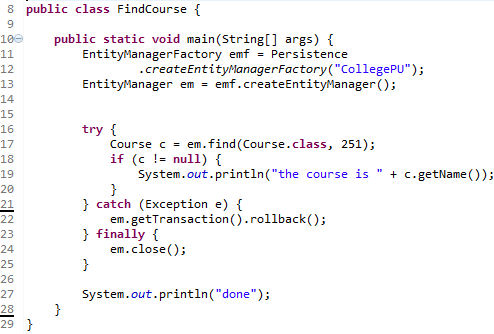 8 public class FindCourse {
9
10 public static void main(String[] args) {
11 EntityManagerFactory emf = Persistence
12 .createEntityManagerFactory("CollegePU");
13 EntityManager em = emf.createEntityManager();
14
15
16 try {
17 Course c = em.find(Course.class, 251);
18 if (c != null) {
19 System.out.println("the course is " + c.getName());
20 }
21 } catch (Exception e) {
22 em.getTransaction().rollback();
23 } finally {
24 em.close();
25 }
26
27 System.out.println("done");
28 }
29 }